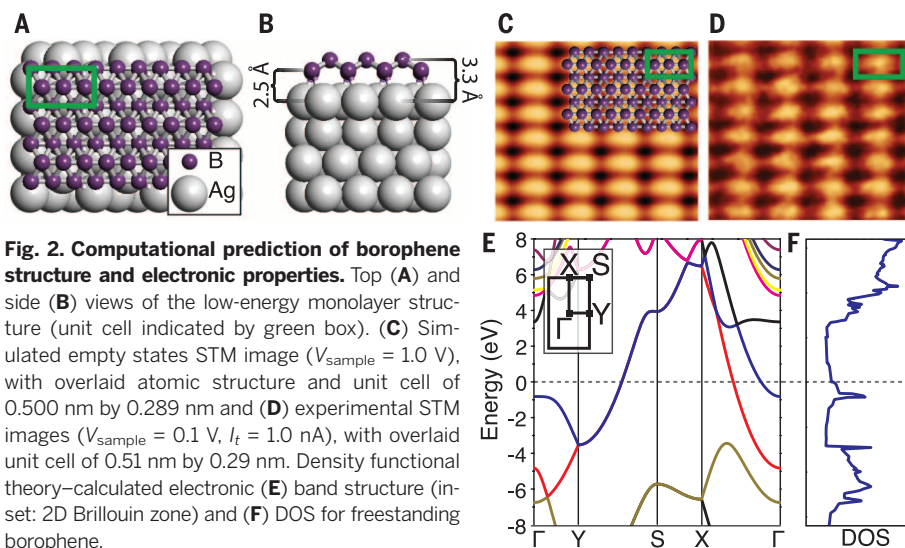 A
B
C
D
2.5 Å
3.3 Å
B
Ag
Fig. 2. Computational prediction of borophene
structure and electronic properties. Top (A) and
side (B) views of the low-energy monolayer struc-
ture (unit cell indicated by green box). (C) Sim-
ulated empty states STM image (Vsample = 1.0 V),
with overlaid atomic structure and unit cell of
0.500 nm by 0.289 nm and (D) experimental STM
images (Vsample = 0.1 V, It = 1.0 nA), with overlaid
unit cell of 0.51 nm by 0.29 nm. Density functional
theory–calculated electronic (E) band structure (in-
set: 2D Brillouin zone) and (F) DOS for freestanding
borophene.
E
F
Energy (eV)
8
6
4
2
0
-2
-4
-6
-8
X S
Γ Y
Γ Y S X Γ
DOS